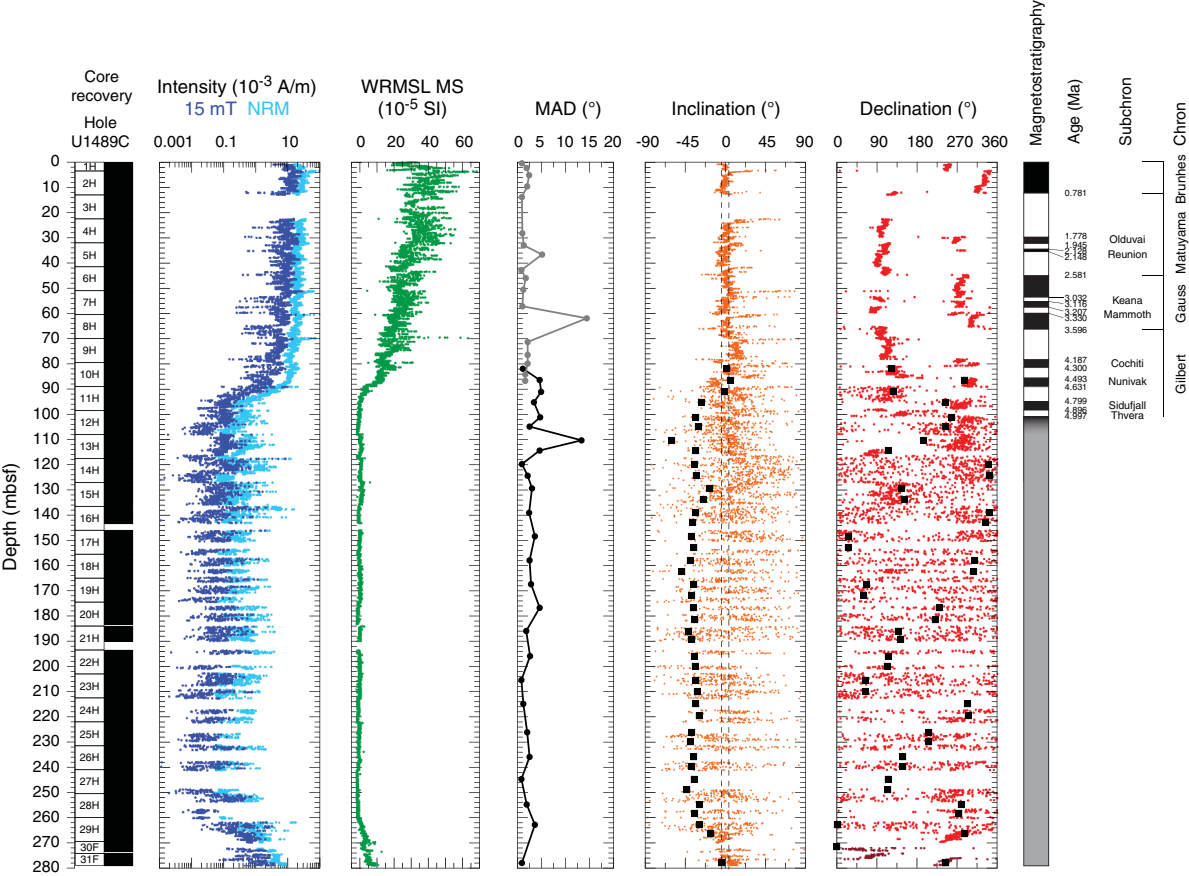 Core
recovery
Hole
U1489C
Intensity (10-3 A/m)
15 mT NRM
0.001 0.1 10
WRMSL MS
(10-5 SI)
0 20 40 60
MAD (°)
0 5 10 15 20
Inclination (°)
-90 -45 0 45 90
Declination (°)
0 90 180 270 360
Magnetostratigraphy
Age (Ma)
Subchron
Chron
Depth (mbsf)
0
10
20
30
40
50
60
70
80
90
100
110
120
130
140
150
160
170
180
190
200
210
220
230
240
250
260
270
280
1H
2H
3H
4H
5H
6H
7H
8H
9H
10H
11H
12H
13H
14H
15H
16H
17H
18H
19H
20H
21H
22H
23H
24H
25H
26H
27H
28H
29H
30F
31F
0.781
1.778
1.945
2.128
2.148
2.581
3.032
3.116
3.207
3.330
3.596
4.187
4.300
4.493
4.631
4.799
4.896
4.997
Olduvai
Reunion
Keana
Mammoth
Cochiti
Nunivak
Sidufjall
Thvera
Brunhes
Matuyama
Gauss
Gilbert